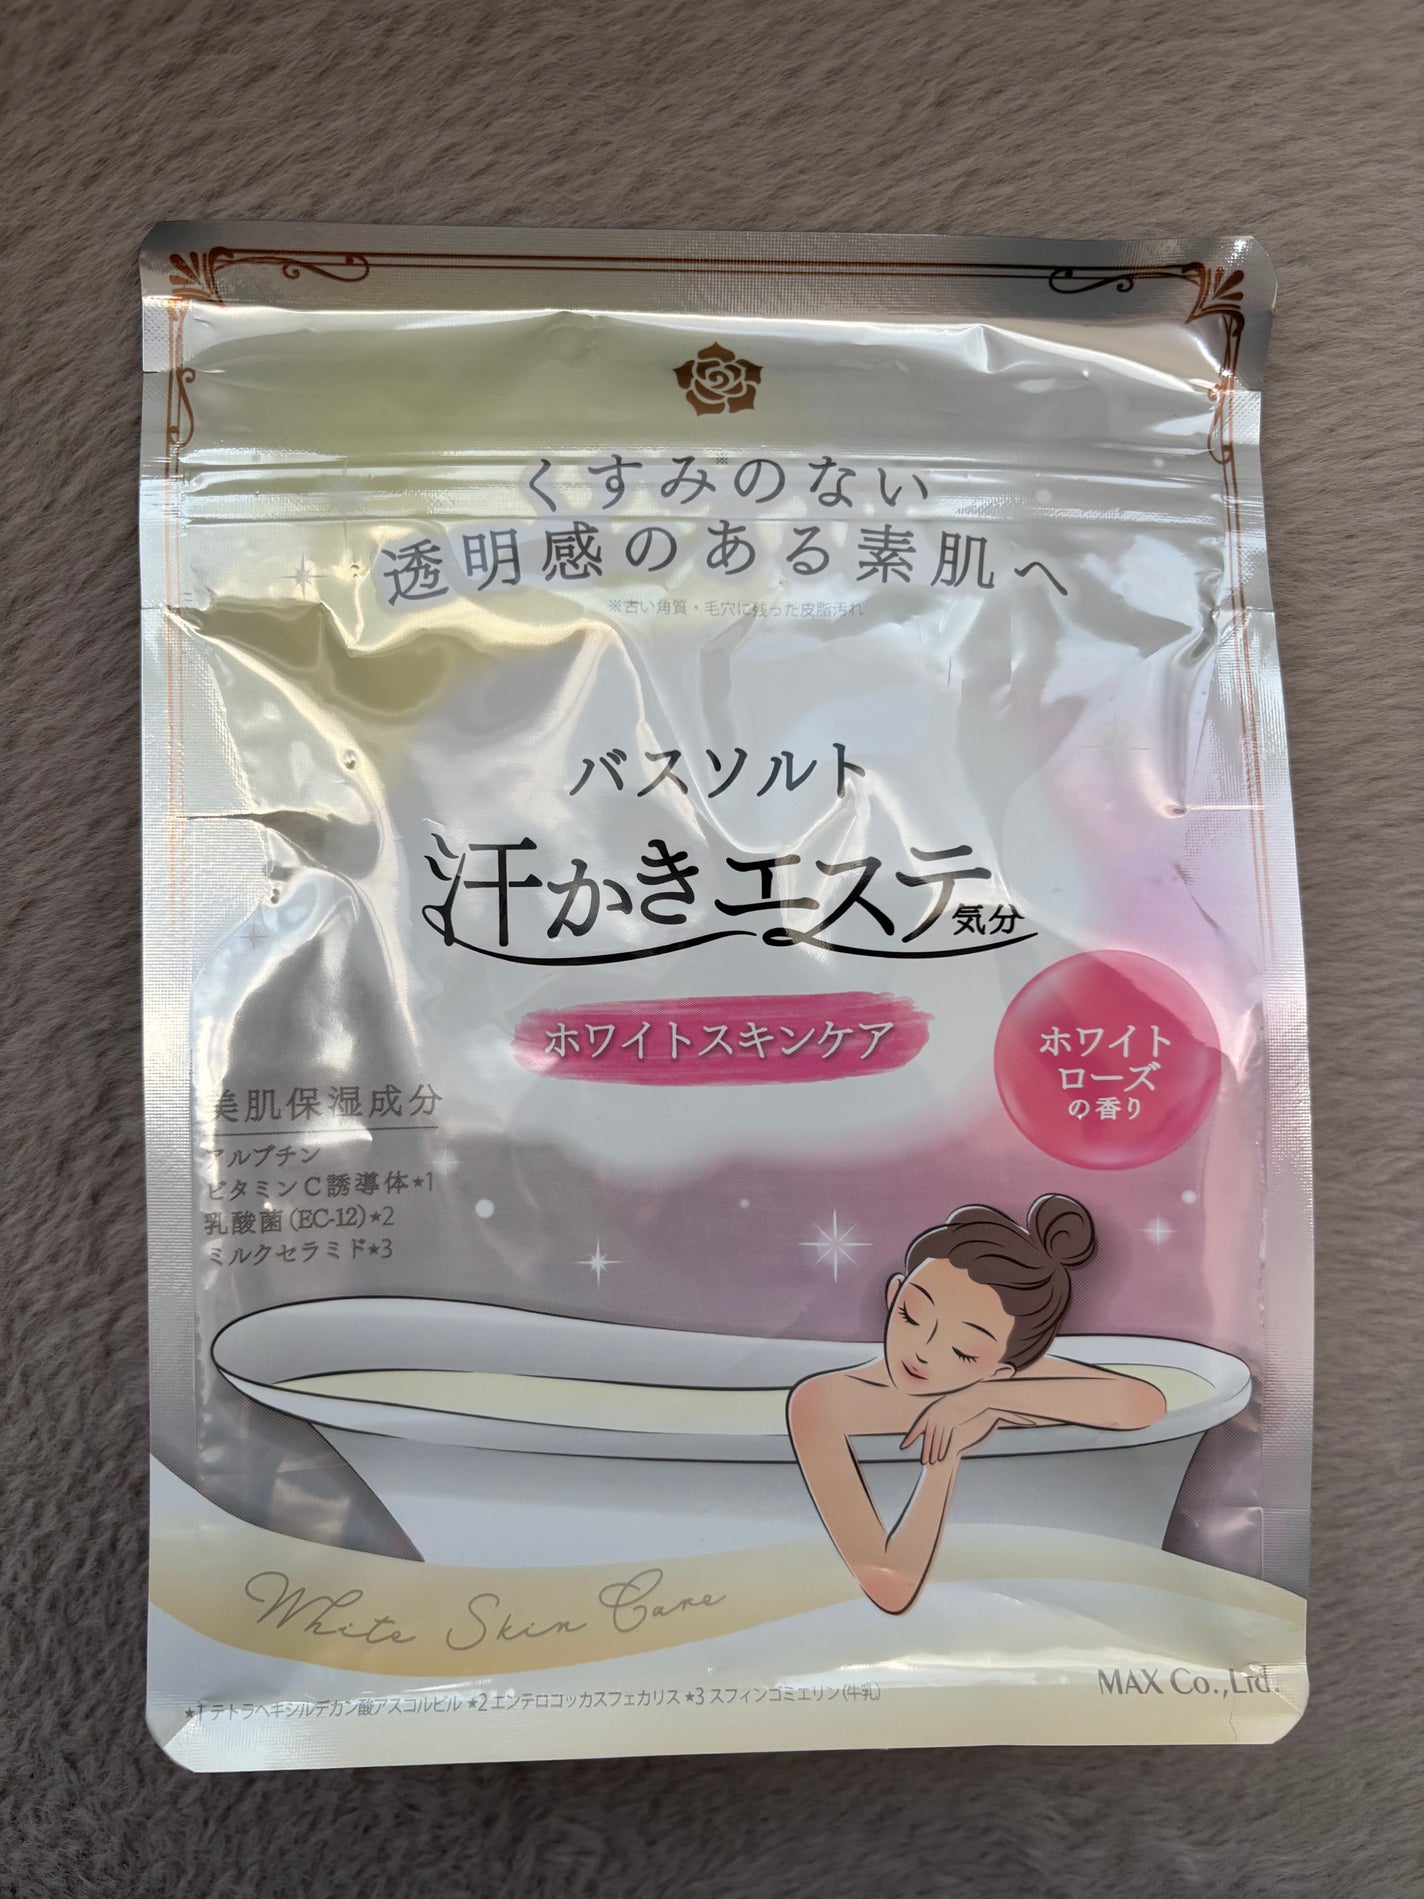 くすみ※のない
透明感のある素肌へ
※古い角質・毛穴に残った皮脂汚れ
バスソルト
汗かきエステ気分
ホワイトスキンケア
ホワイト
ローズ
の香り
美肌保湿成分
アルブチン
ビタミンC誘導体★1
乳酸菌(EC-12)★2
ミルクセラミド★3
White Skin Care
MAX Co.,Ltd.
★1テトラヘキシルデカン酸アスコルビル ★2エンテロコッカスフェカリス ★3 スフィンゴミエリン(牛乳)